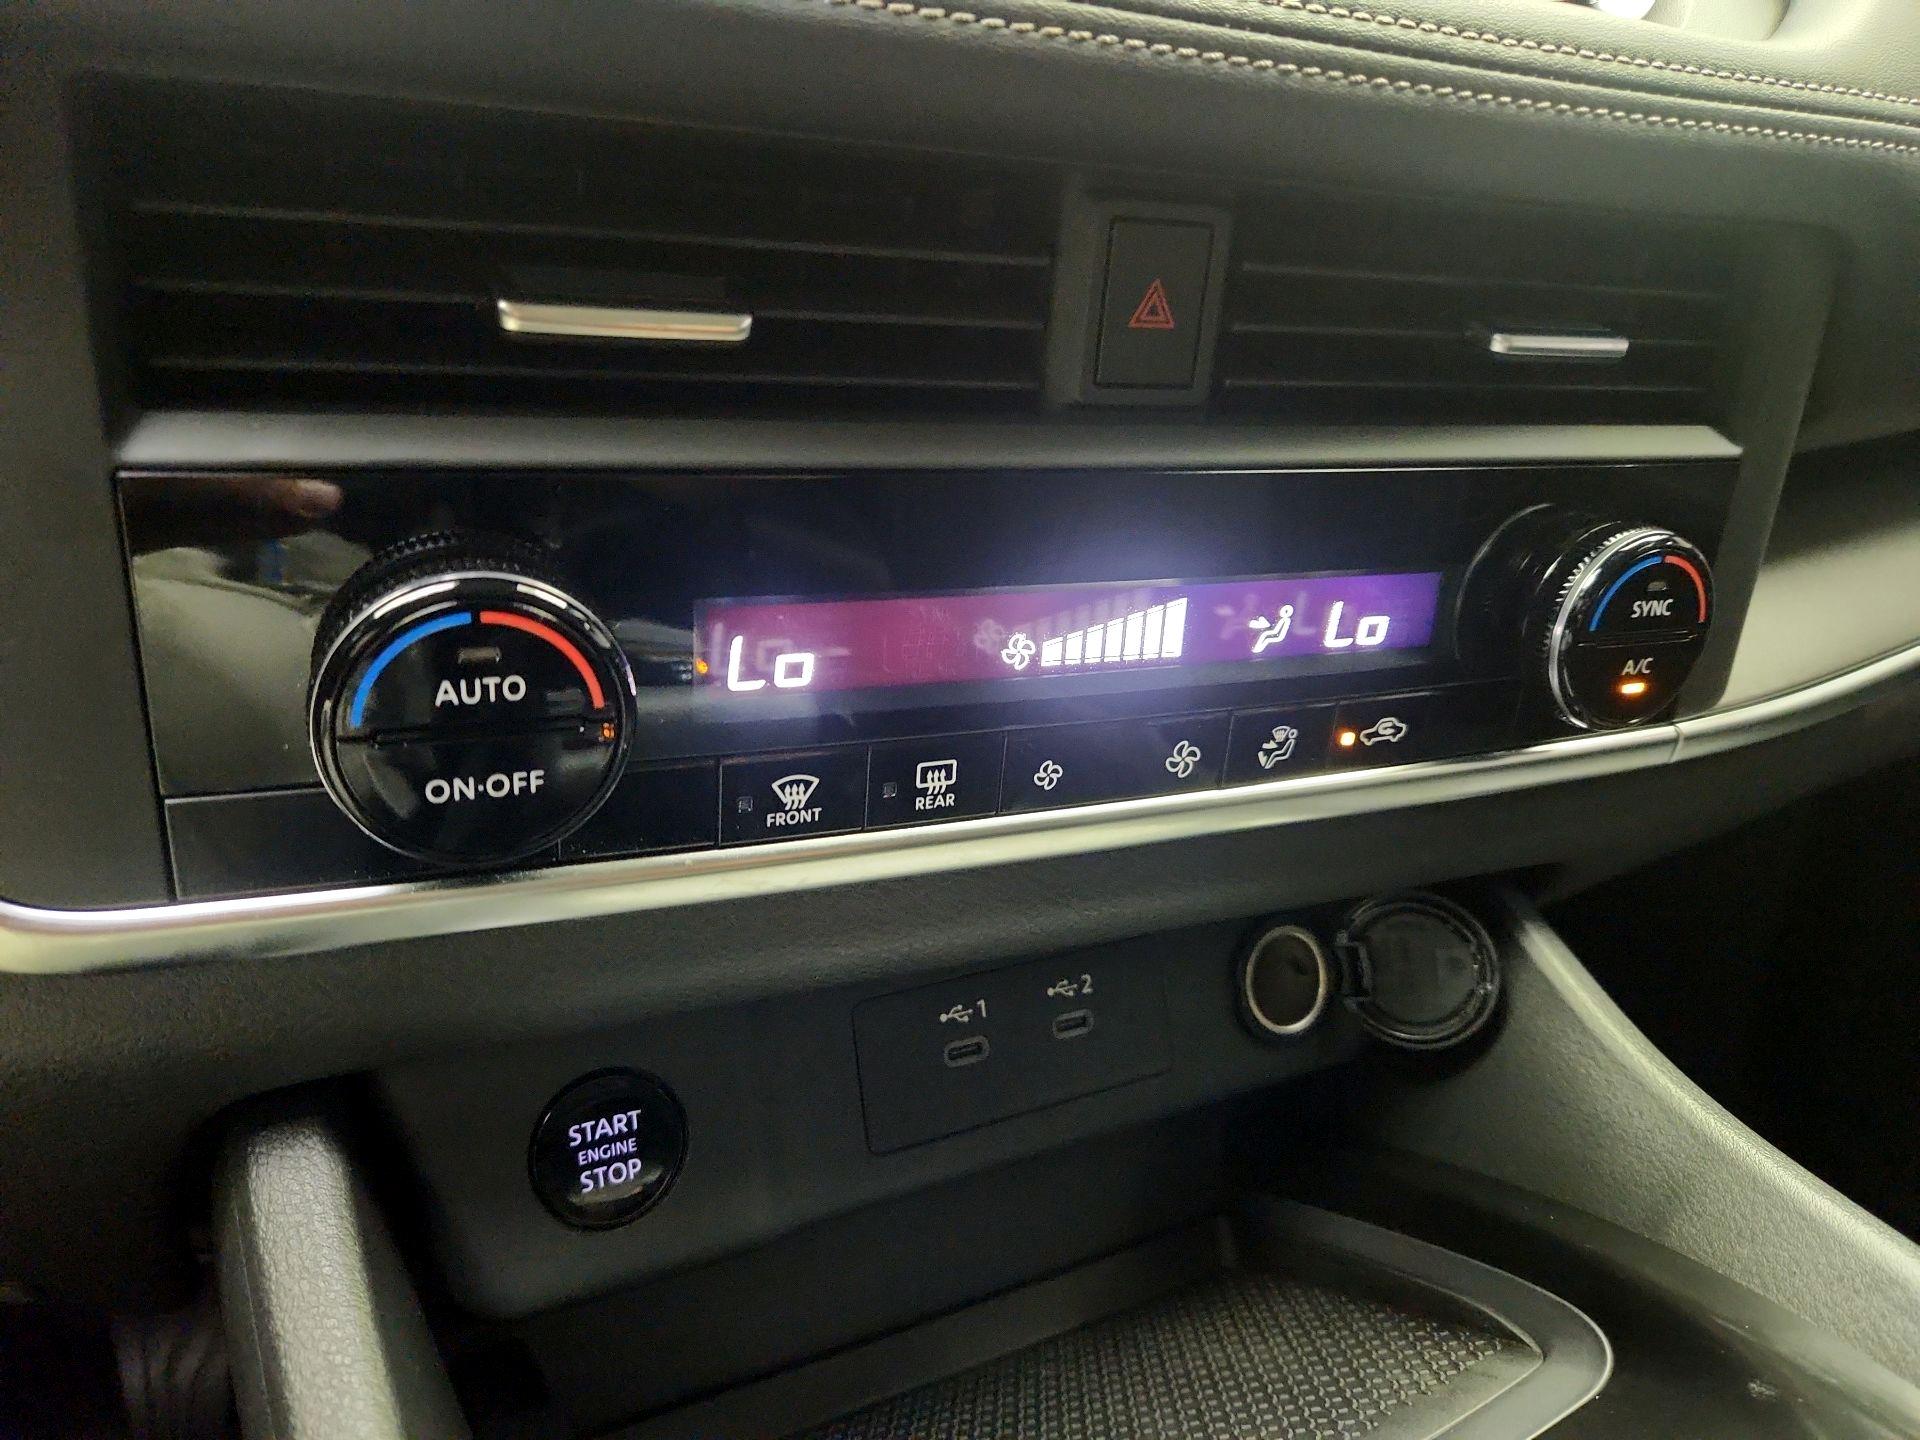 Lo
Lo
AUTO
ON·OFF
SYNC
A/C
FRONT
REAR
1
2
START
ENGINE
STOP